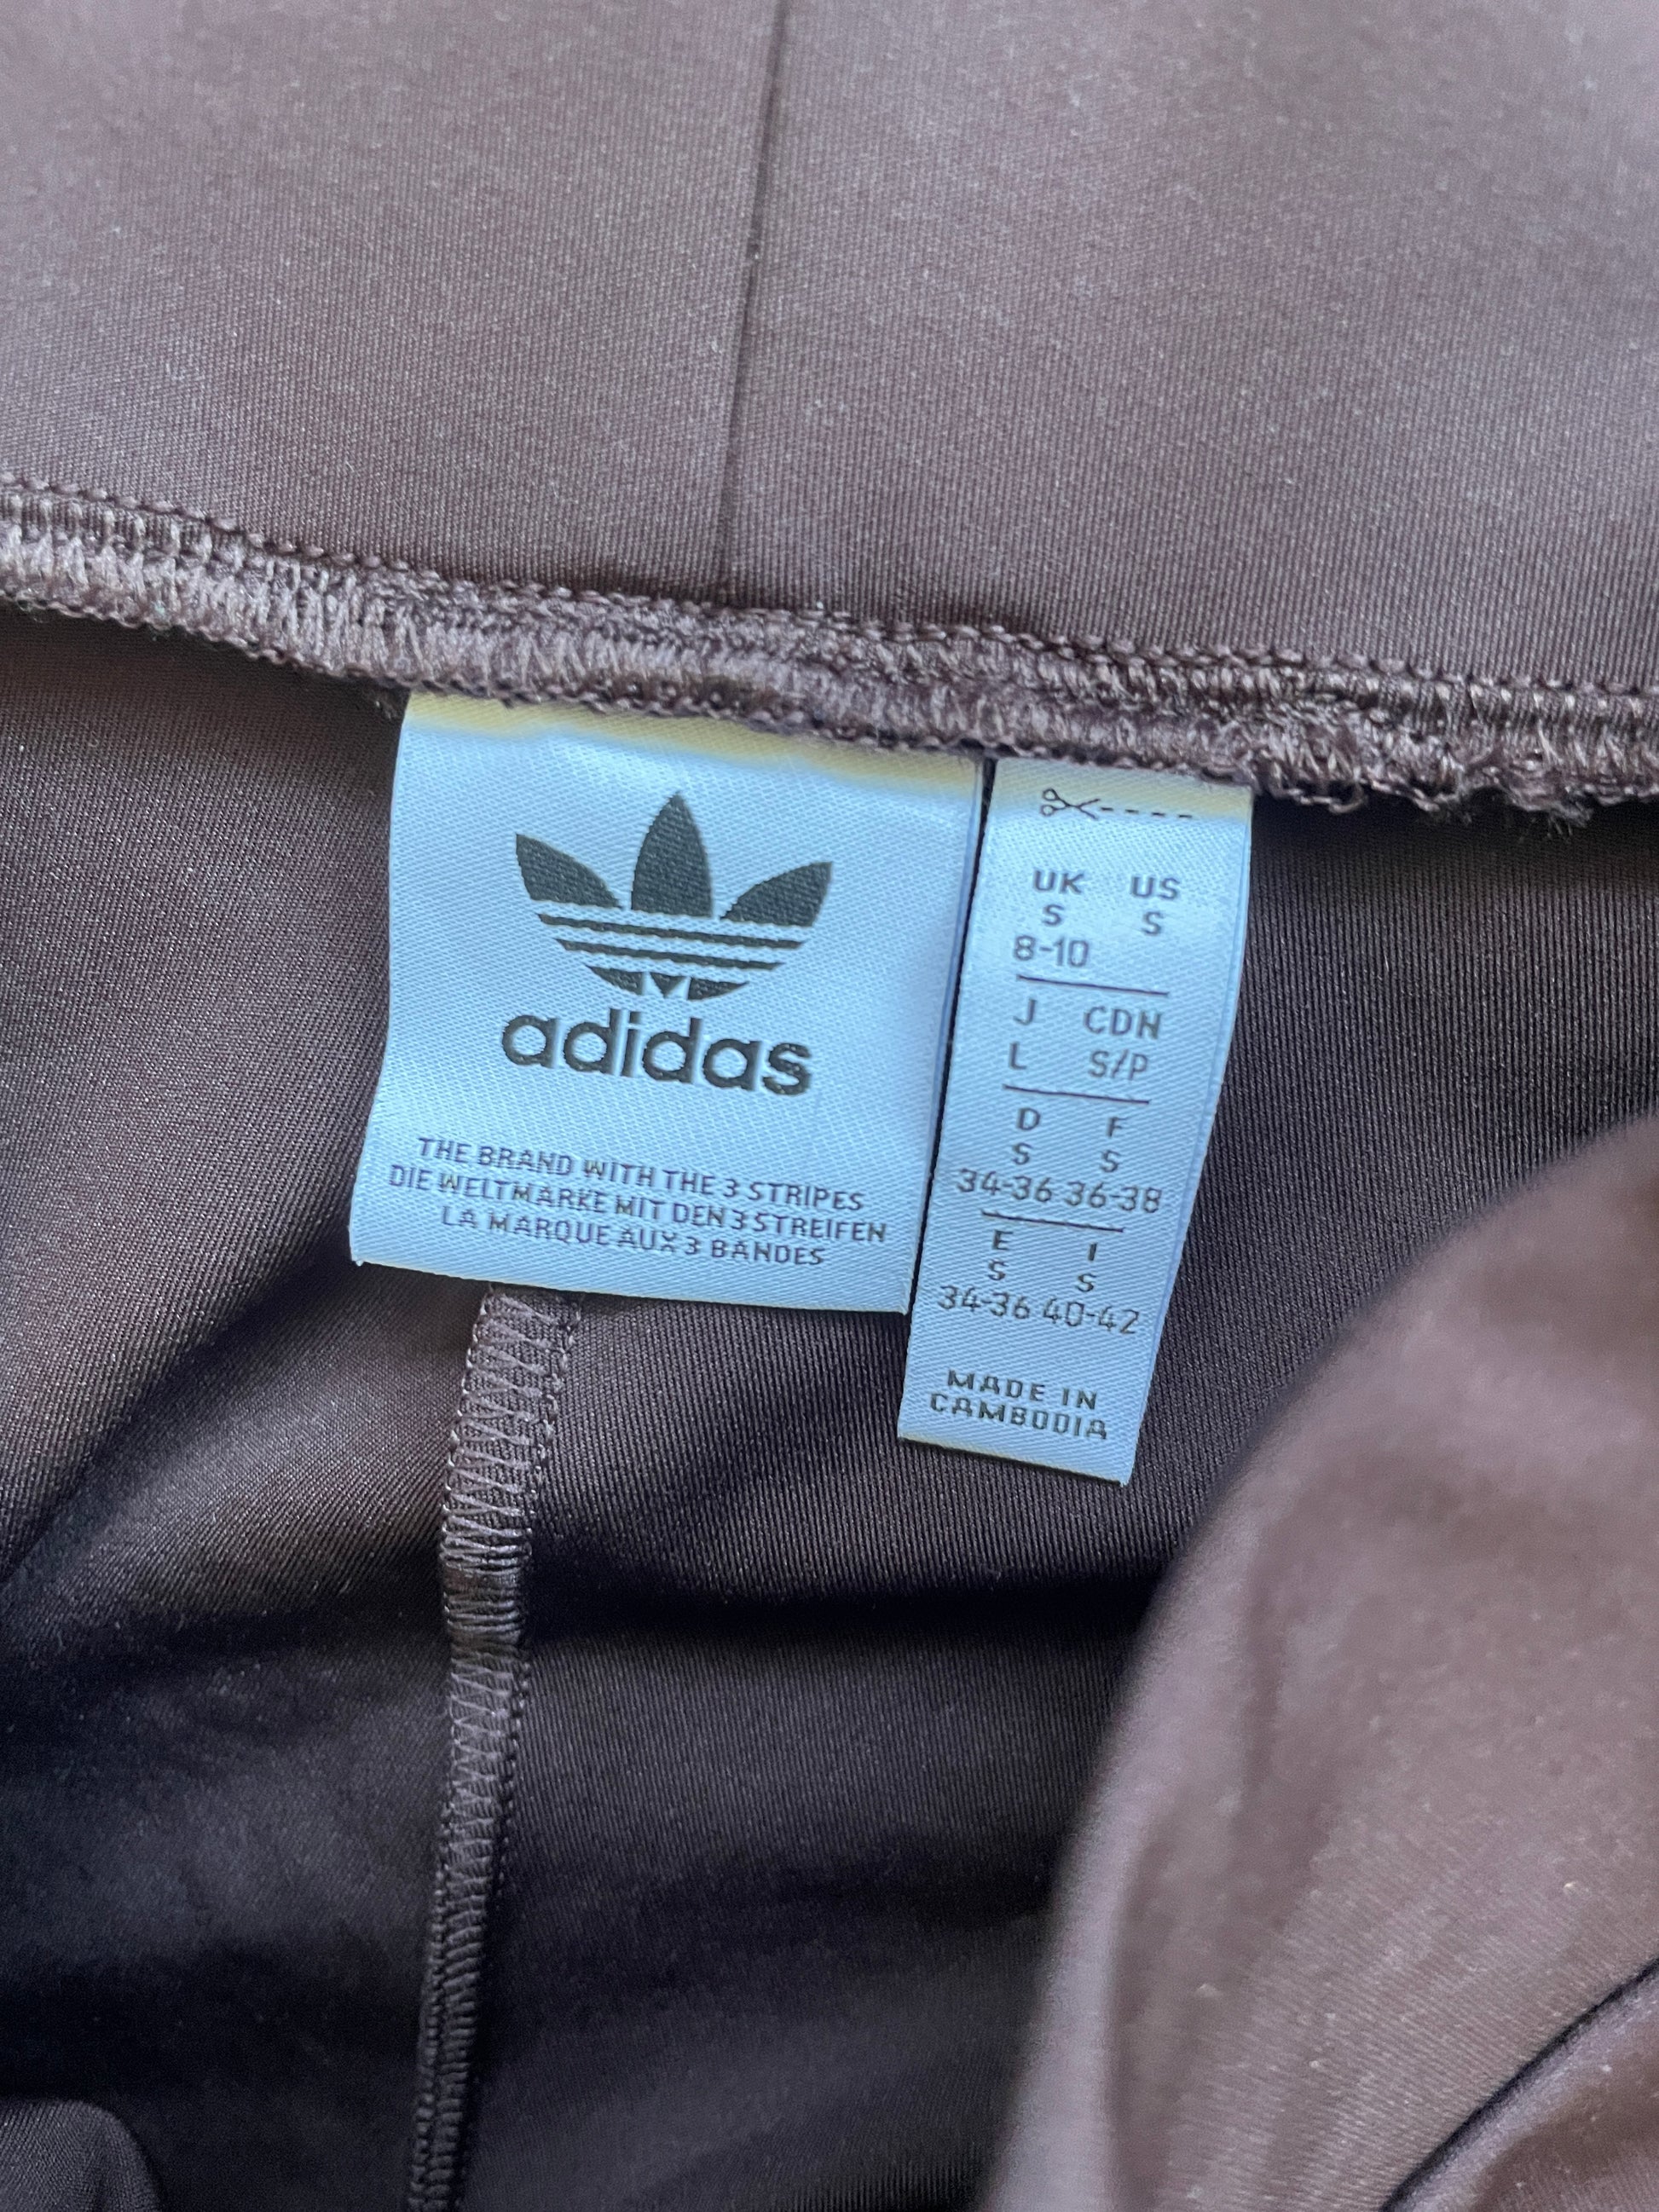 adidas
THE BRAND WITH THE 3 STRIPES
DIE WELTMARKE MIT DEN 3 STREIFEN
LA MARQUE AUX 3 BANDES
UK US
S S
8-10
J CDN
L S/P
D F
S S
34-36 36-38
E I
S S
34-36 40-42
MADE IN
CAMBODIA